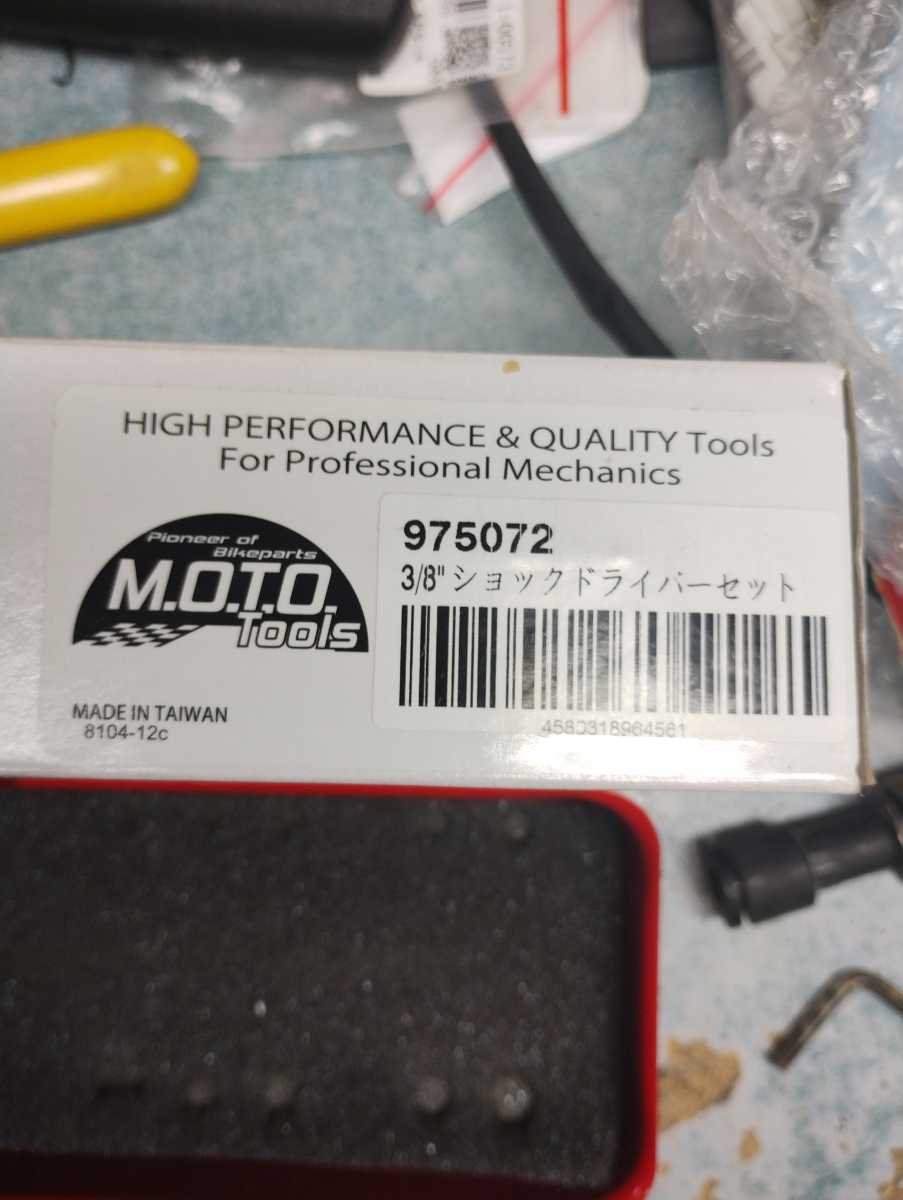 HIGH PERFORMANCE & QUALITY Tools
For Professional Mechanics
Pioneer of
Bikeparts
M.O.T.O.
Tools
975072
3/8" ショックドライバーセット
4580318964561
MADE IN TAIWAN
8104-12c